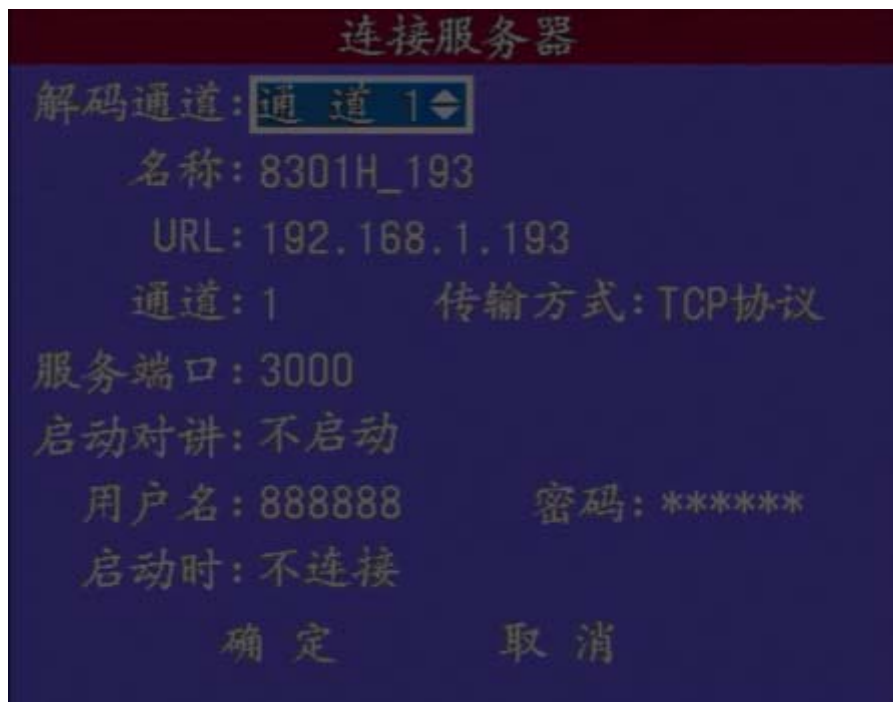 连接服务器
解码通道:通 道 1
名称:8301H_193
URL:192.168.1.193
通道:1 传输方式:TCP协议
服务端口:3000
启动对讲:不启动
用户名:888888 密码:******
启动时:不连接
确 定 取 消